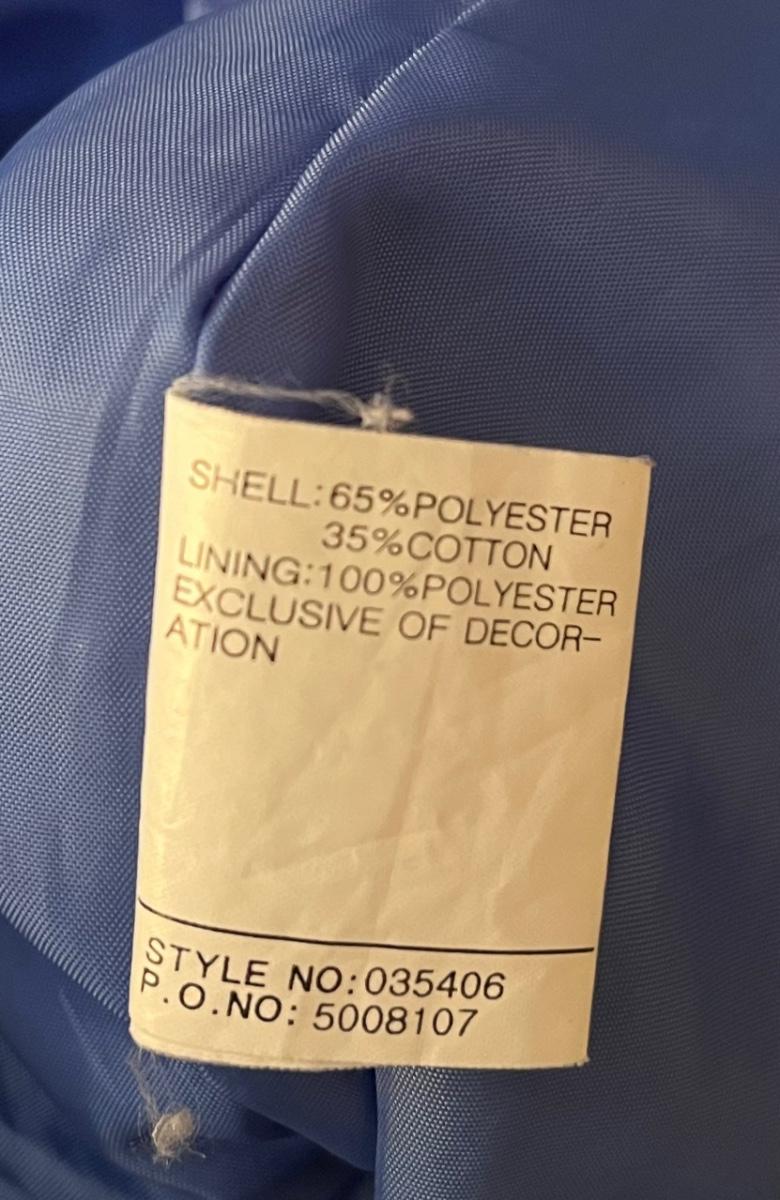 SHELL:65%POLYESTER
35%COTTON
LINING:100%POLYESTER
EXCLUSIVE OF DECOR-
ATION
STYLE NO:035406
P.O.NO: 5008107